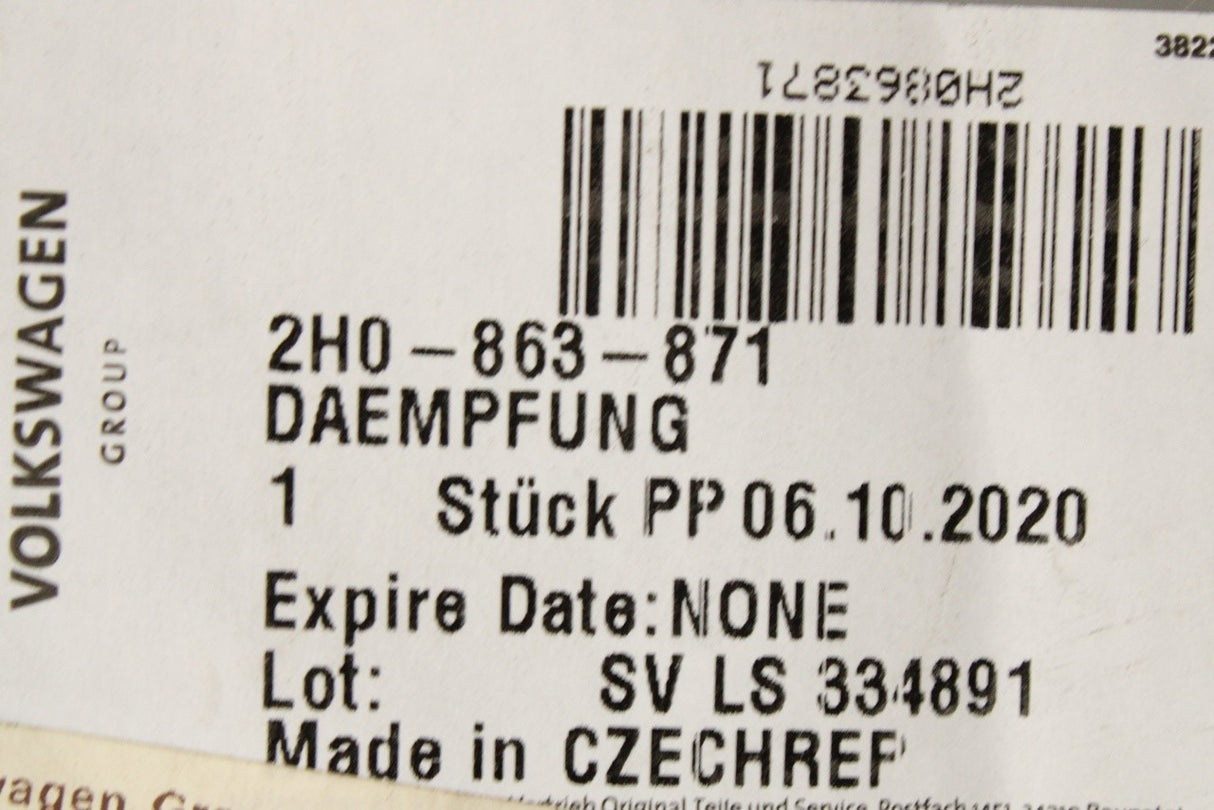 3822
2H0863871
VOLKSWAGEN
GROUP
2H0-863-871
DAEMPFUNG
1 Stück PP 06.10.2020
Expire Date:NONE
Lot: SV LS 334891
Made in CZECHREP
Original Teile und Service, Postfach